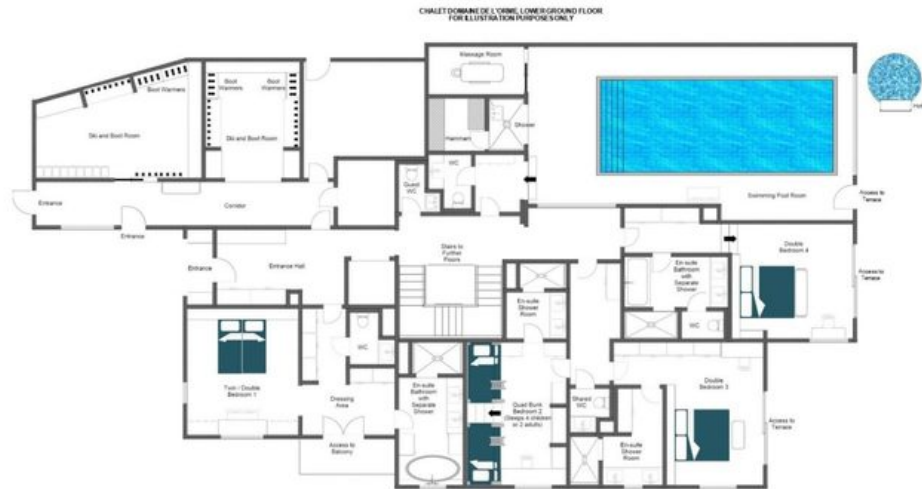 CHALET DOMAINE DE L'ORME, LOWER GROUND FLOOR
FOR ILLUSTRATION PURPOSES ONLY
Massage Room
Boot Warmers
Boot
Warmers
Boot
Warmers
Ski and Boot Room
Ski and Boot Room
Hammam
Shower
WC
Guest
WC
Swimming Pool Room
Access to
Terrace
Entrance
Corridor
Entrance
Entrance
Entrance Hall
Stairs to
Further
Floors
En-suite
Bathroom
with
Separate
Shower
WC
Double
Bedroom 4
Access to
Terrace
En-suite
Shower
Room
Twin / Double
Bedroom 1
WC
Dressing
Area
En-suite
Bathroom
with
Separate
Shower
Access to
Balcony
Quad Bunk
Bedroom 2
(Sleeps 4 children
or 2 adults)
Shared
WC
En-suite
Shower
Room
Double
Bedroom 3
Access to
Terrace